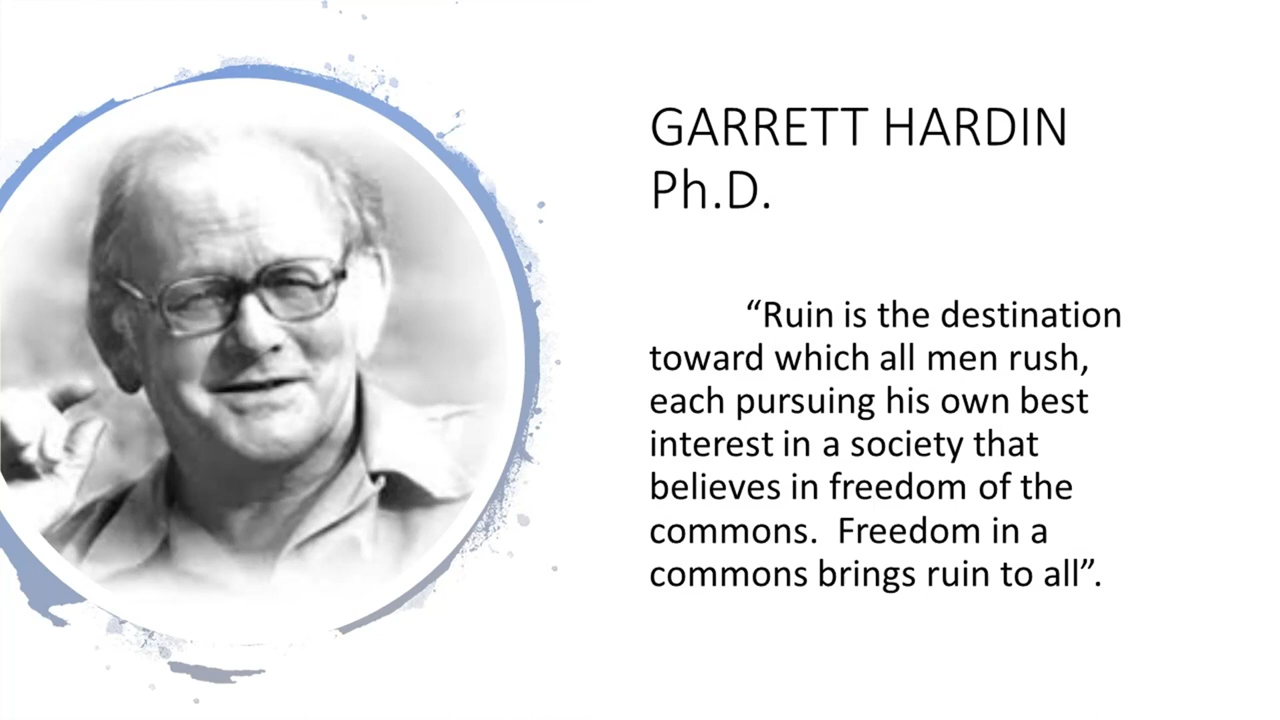 GARRETT HARDIN
Ph.D.
“Ruin is the destination
toward which all men rush,
each pursuing his own best
interest in a society that
believes in freedom of the
commons.  Freedom in a
commons brings ruin to all”.